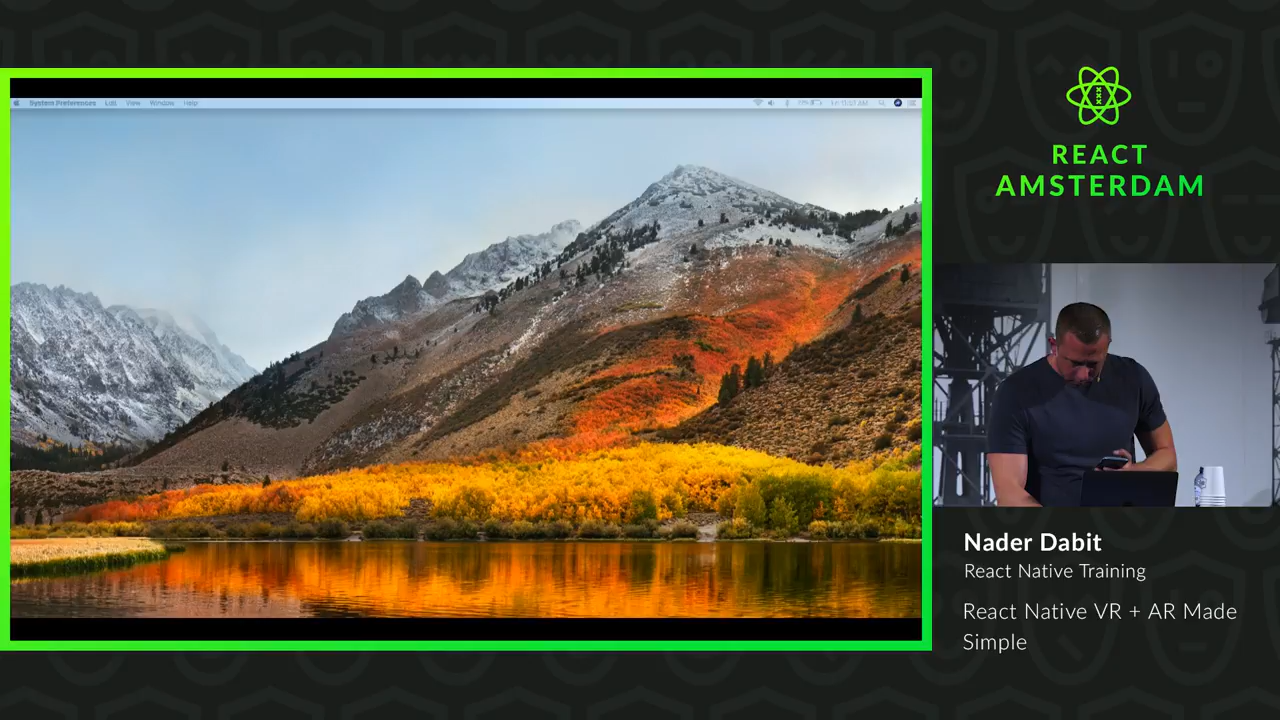 System Preferences Edit View Window Help
REACT
AMSTERDAM
Nader Dabit
React Native Training
React Native VR + AR Made
Simple